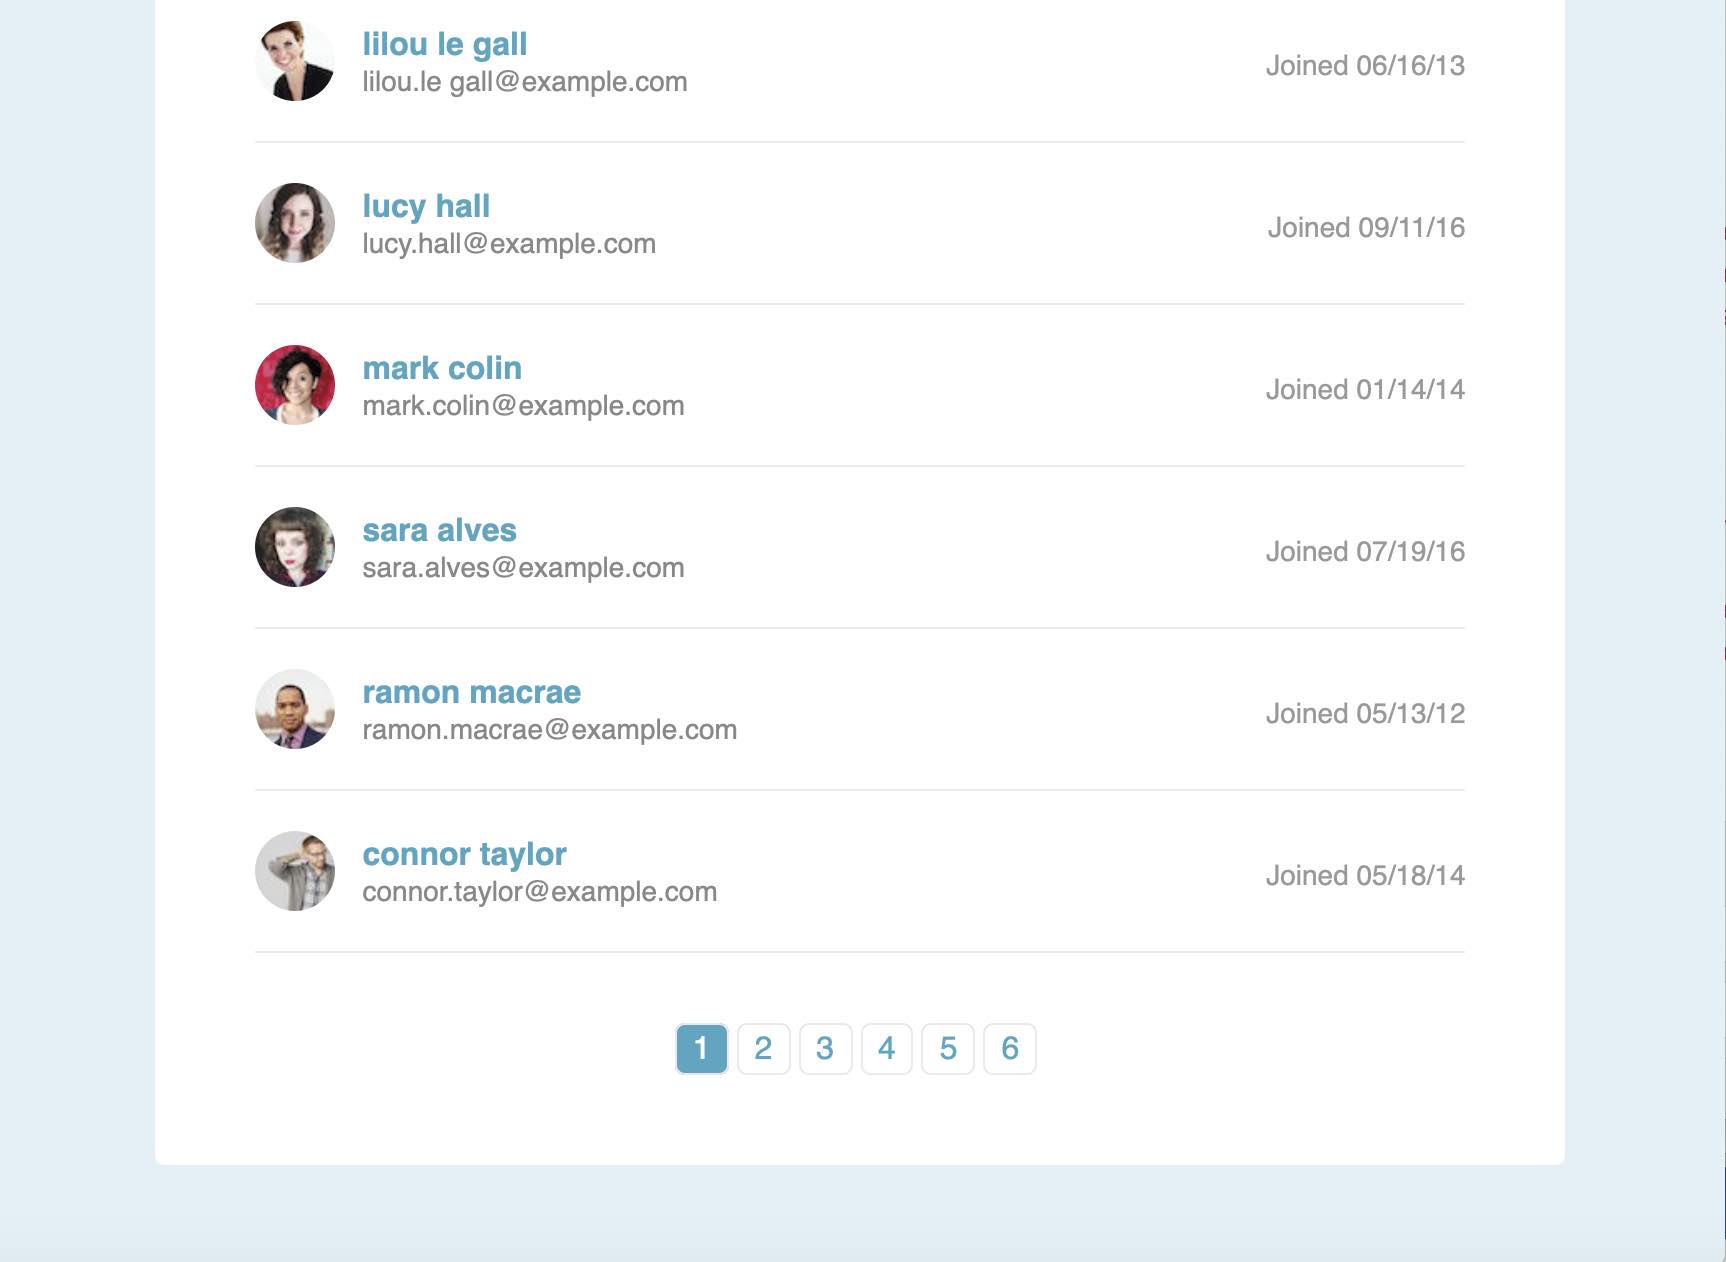 lilou le gall
lilou.le gall@example.com
Joined 06/16/13
lucy hall
lucy.hall@example.com
Joined 09/11/16
mark colin
mark.colin@example.com
Joined 01/14/14
sara alves
sara.alves@example.com
Joined 07/19/16
ramon macrae
ramon.macrae@example.com
Joined 05/13/12
connor taylor
connor.taylor@example.com
Joined 05/18/14
1 2 3 4 5 6